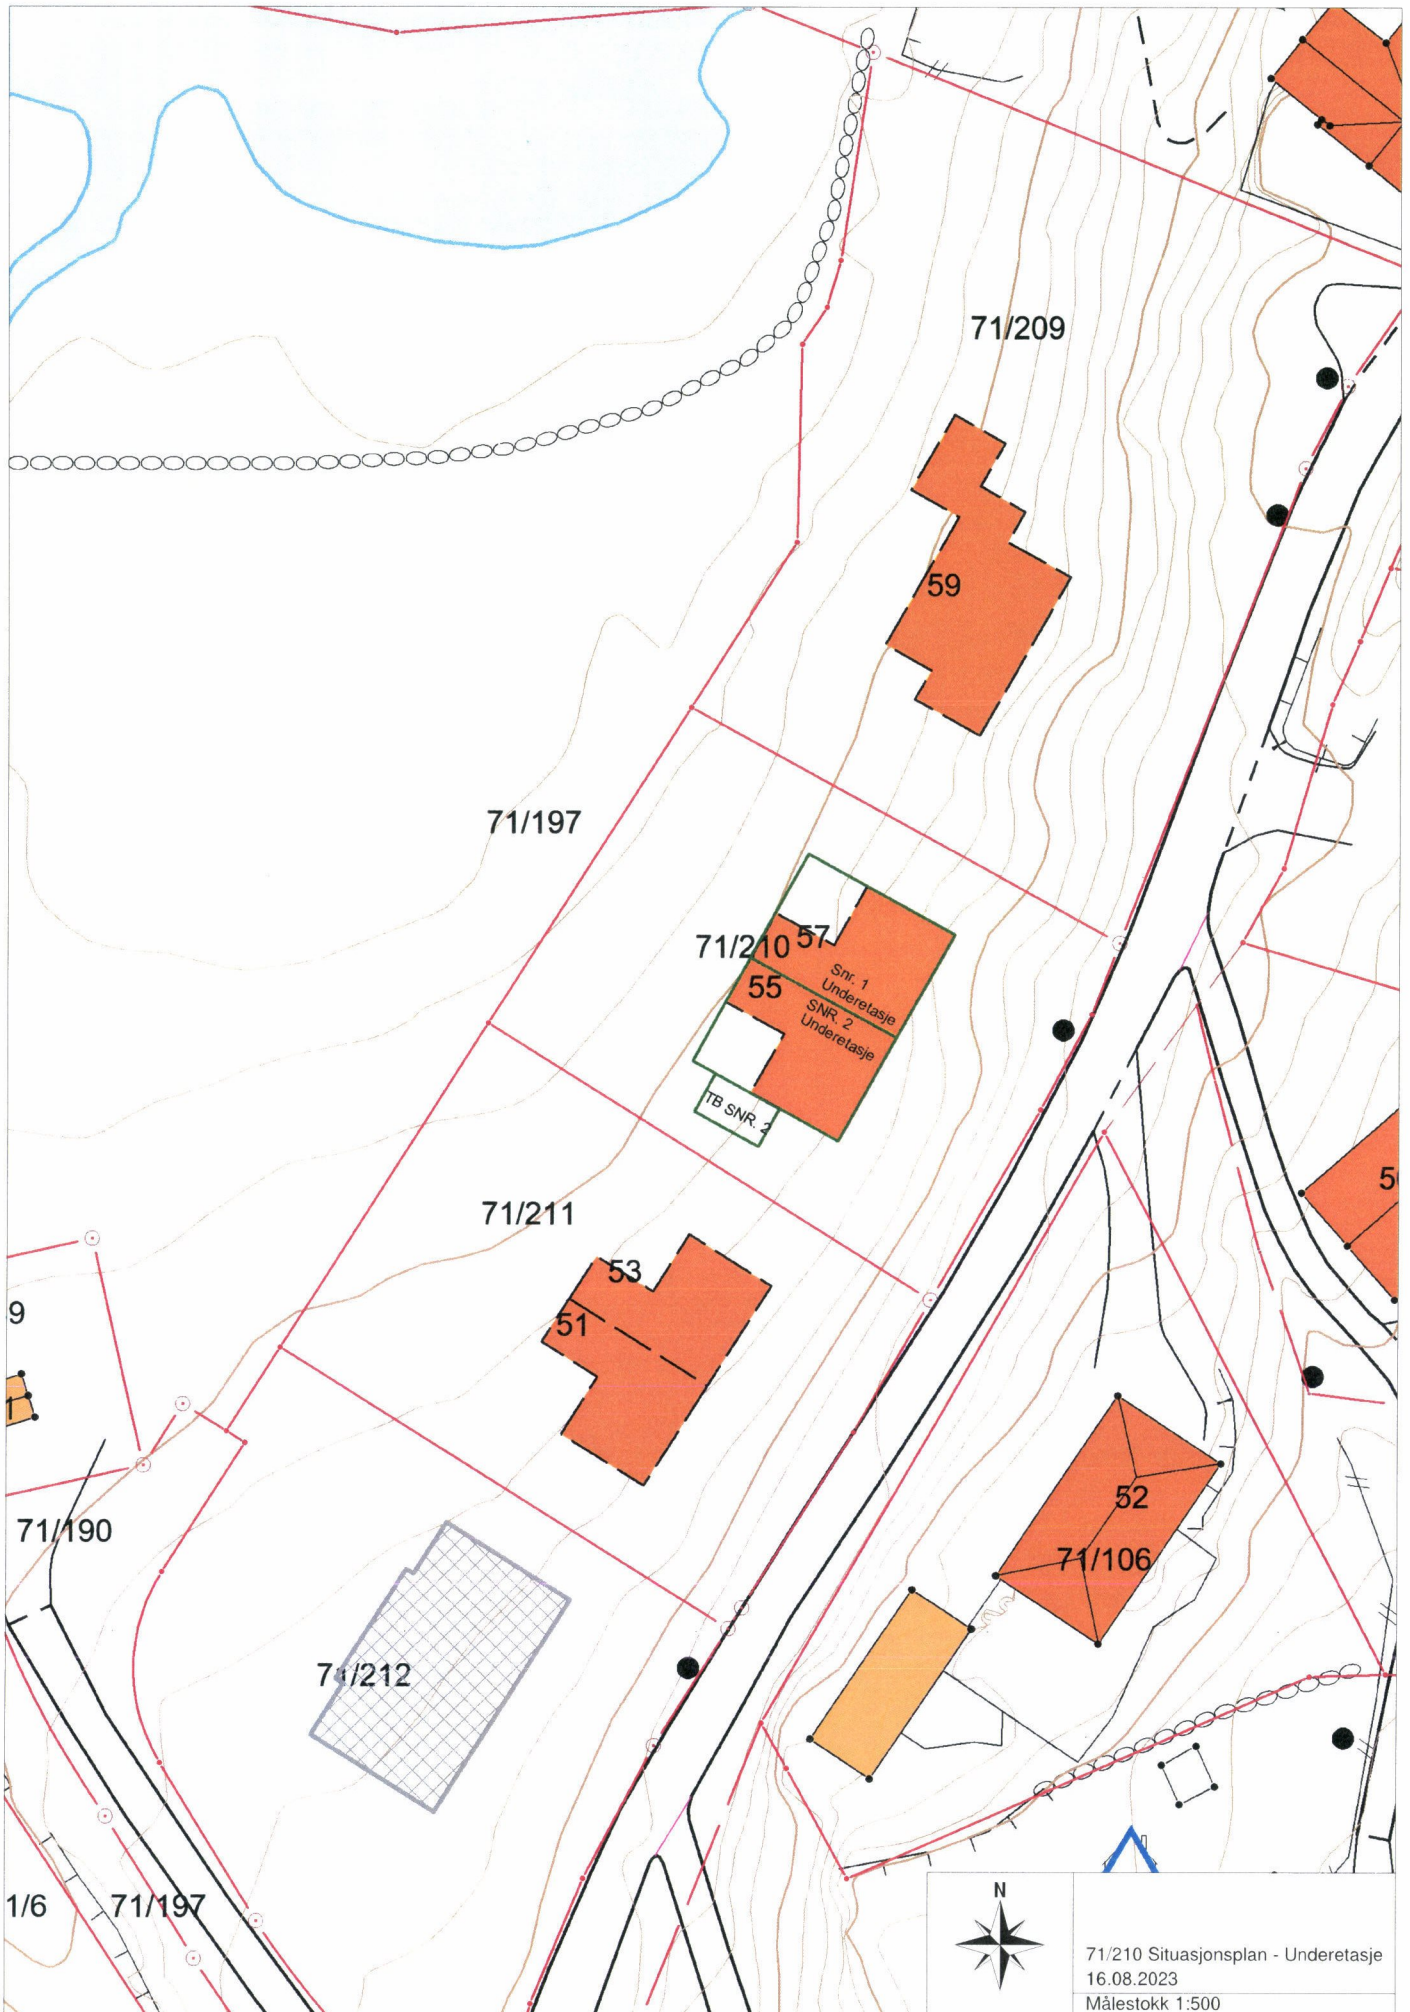 71/209
59
71/197
71/210
57
Snr. 1
Underetasje
55
SNR. 2
Underetasje
TB SNR. 2
71/211
53
51
9
1
71/190
52
71/106
71/212
1/6
71/197
N
71/210 Situasjonsplan - Underetasje
16.08.2023
Målestokk 1:500